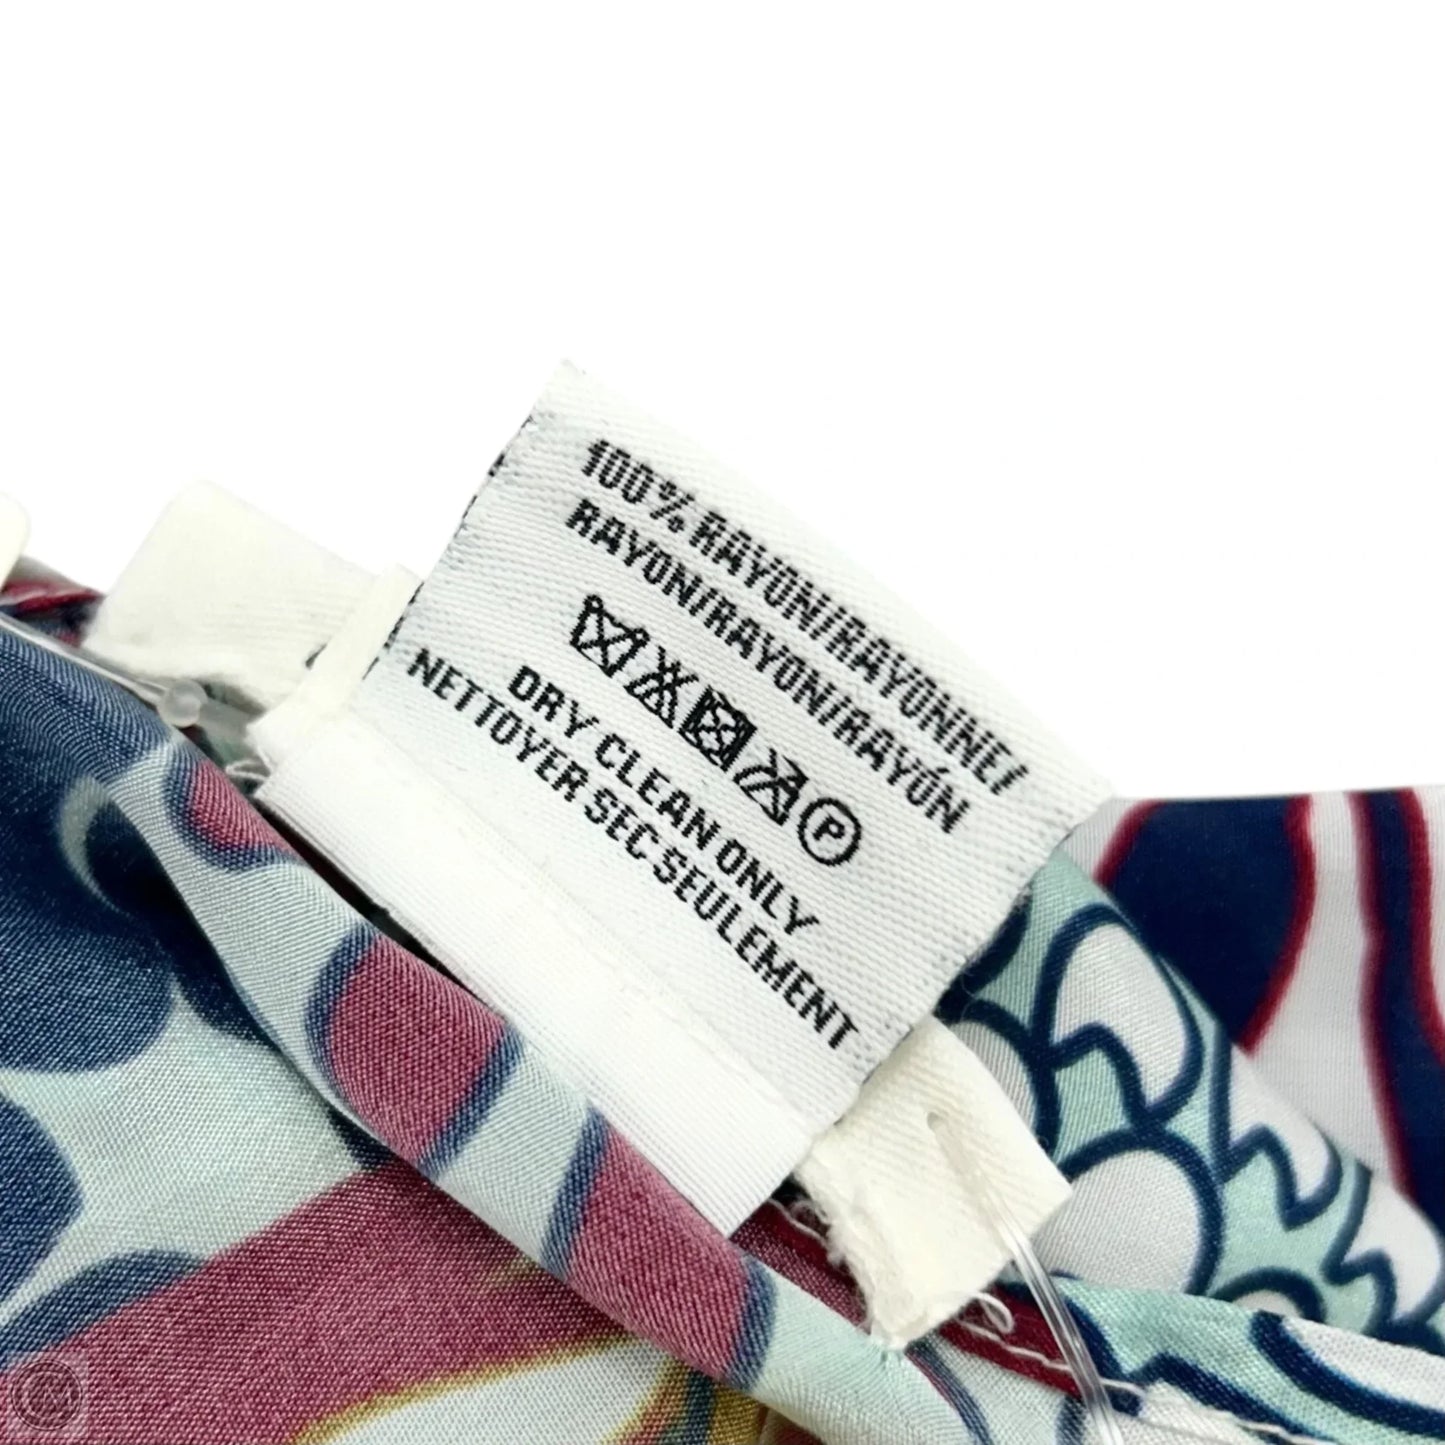 100% RAYON/RAYONNE/
RAYON/RAYON/RAYÓN
P
DRY CLEAN ONLY
NETTOYER SEC SEULEMENT